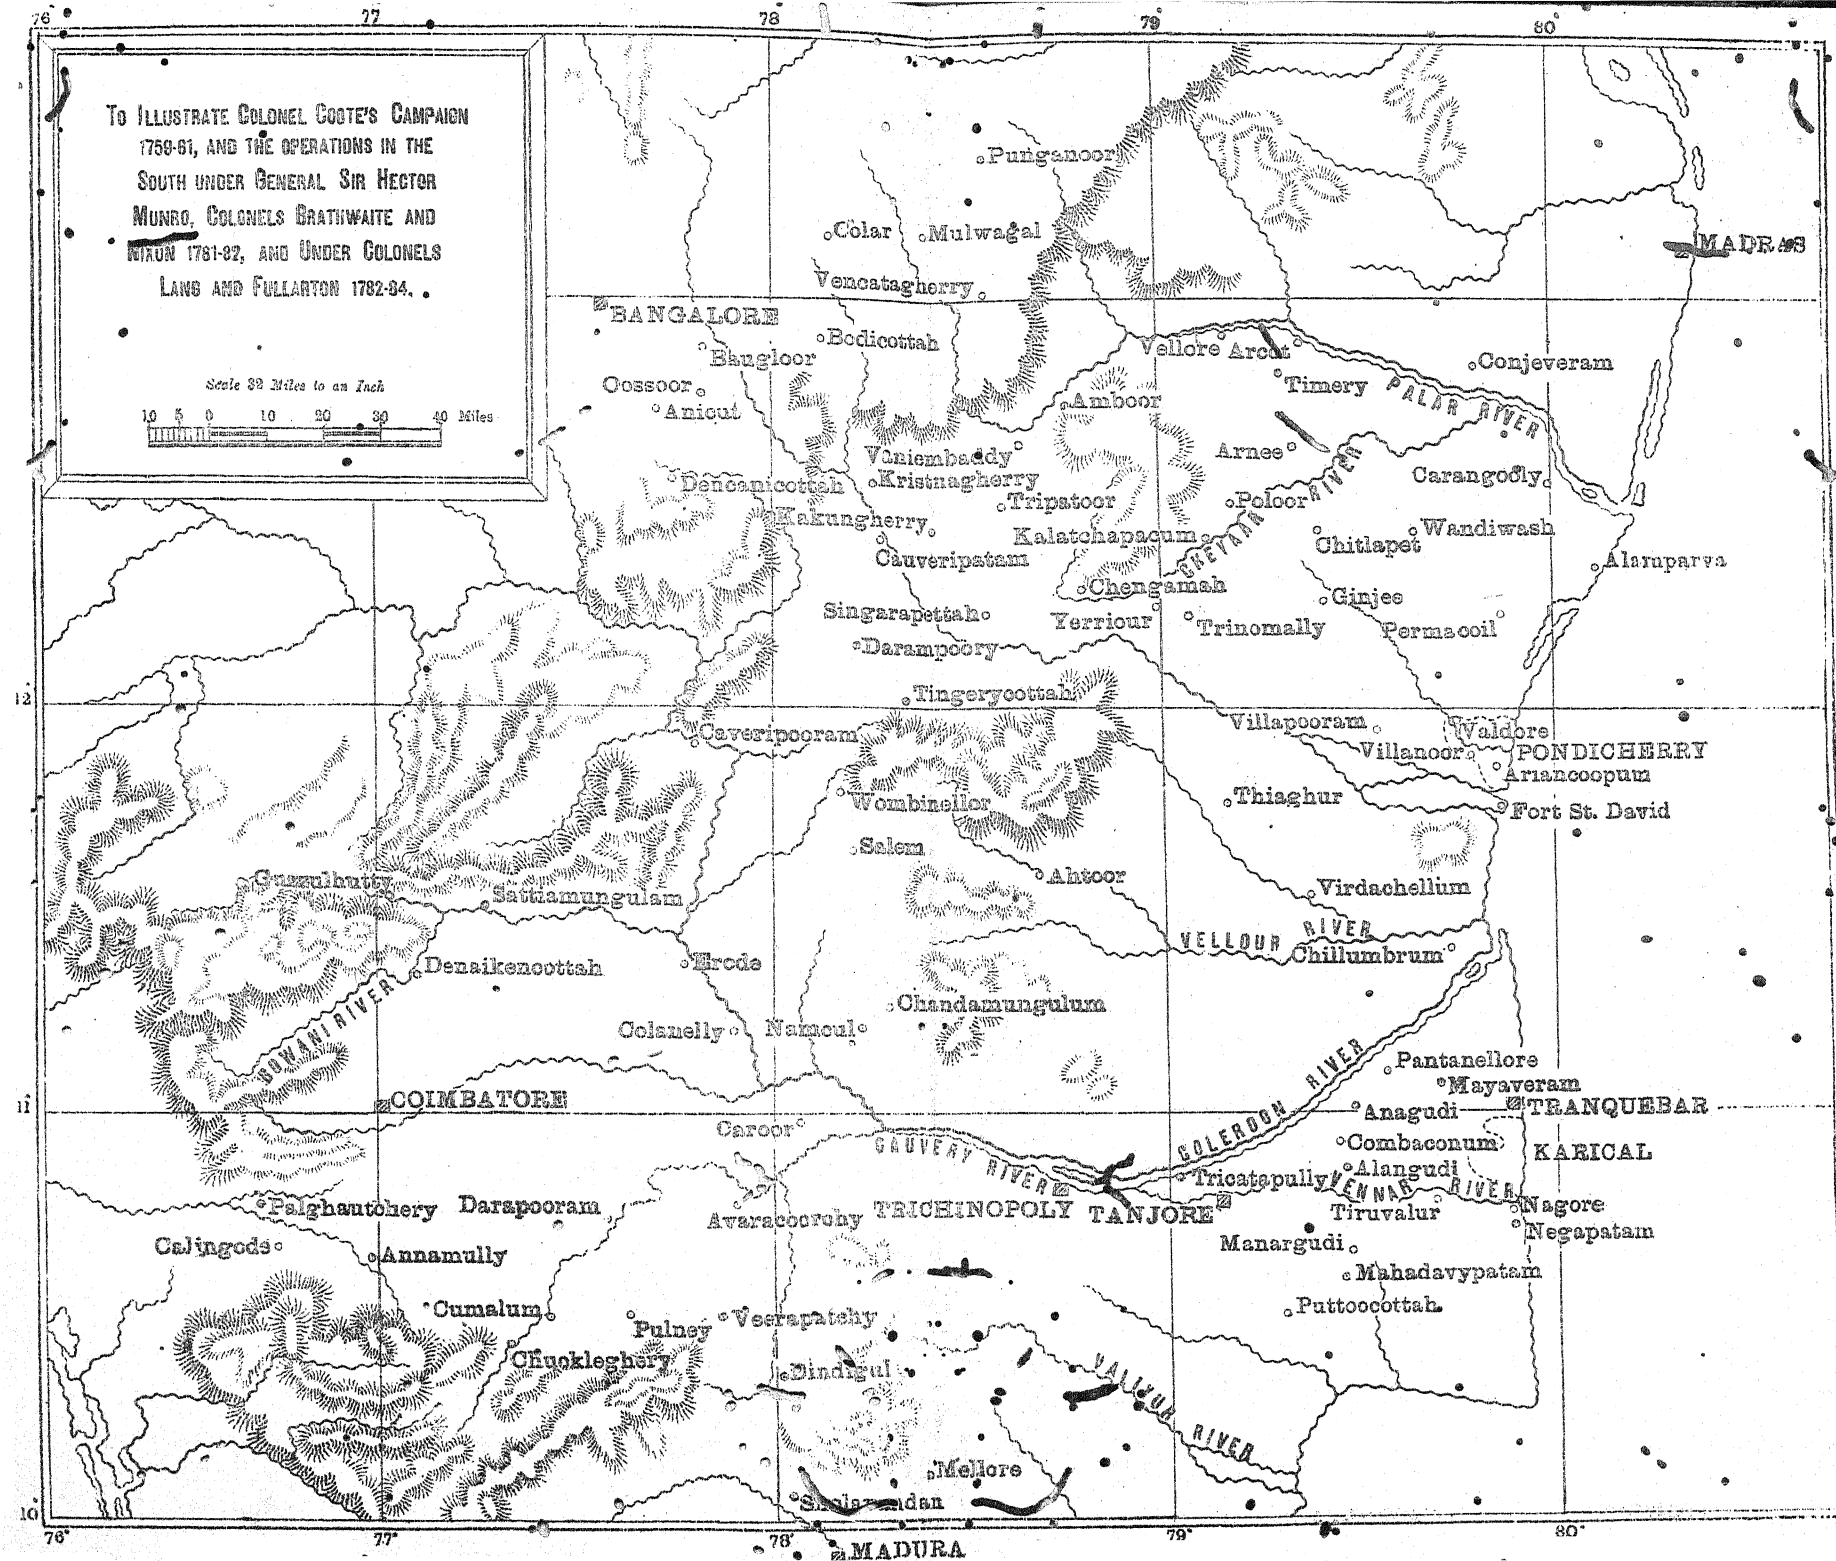 76°
77
78°
79°
80°
TO ILLUSTRATE COLONEL COOTE'S CAMPAIGN
1759-61, AND THE OPERATIONS IN THE
SOUTH UNDER GENERAL SIR HECTOR
MUNRO, COLONELS BRATHWAITE AND
NIXON 1781-82, AND UNDER COLONELS
LANG AND FULLARTON 1782-84.
Scale 32 Miles to an Inch
10 5 0 10 20 30 40 Miles
Punganoor
Colar
Mulwagal
MADRAS
Vencatagherry
BANGALORE
Bodicottah
Baugloor
Vellore
Arcot
Conjeveram
Oossoor
Timery
PALAR RIVER
Anicut
Amboor
Arnee
Vaniembaddy
Carangooly
Dencanicottah
Kristnagherry
Tripatoor
Poloor
CHEYAAR RIVER
Kakungherry
Kalatchapacum
Wandiwash
Chitlapet
Cauveripatam
Alamparva
Chengamah
Ginjee
Singarapettah
Yerriour
Trinomally
Permacoil
Darampoory
12°
Tingerycottah
Villapooram
Valdore
Caveripooram
Villanoor
PONDICHERRY
Ariancoopum
Wombinellor
Thiaghur
Fort St. David
Salem
Ahtoor
Guzzulhutty
Sattiamungulam
Virdachellum
VELLOUR RIVER
Chillumbrum
Denaikencottah
Erode
BOWANI RIVER
Chandamungulum
Colanelly
Namcul
Pantanellore
Mayaveram
11°
COIMBATORE
COLEROON RIVER
Anagudi
TRANQUEBAR
Caroor
CAUVERY RIVER
Combaconum
KARICAL
Alangudi
Tricatapully
VENNAR RIVER
Palghautchery
Darapooram
Avaracoorchy
TRICHINOPOLY
TANJORE
Tiruvalur
Nagore
Negapatam
Calingode
Annamully
Manargudi
Mahadavypatam
Cumalum
Puttoocottah
Pulney
Veerapatchy
Chuckleghery
Dindigul
VALIYUR RIVER
Mellore
10°
76°
77°
78°
79°
80°
MADURA